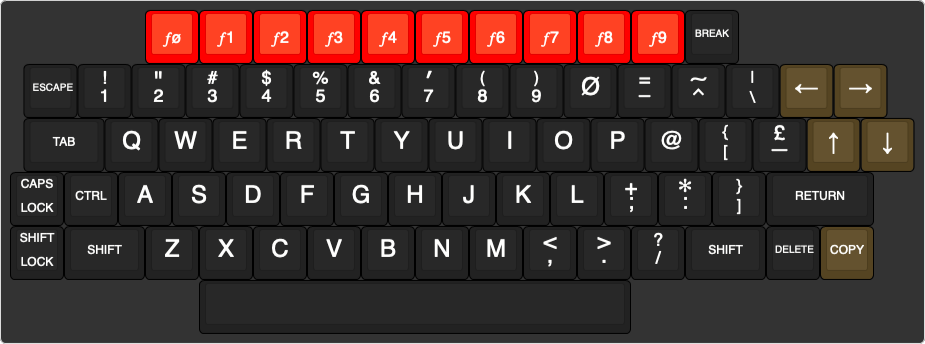 fø f1 f2 f3 f4 f5 f6 f7 f8 f9 BREAK
ESCAPE ! 1 " 2 # 3 $ 4 % 5 & 6 ′ 7 ( 8 ) 9 Ø = – ~ ^ | \ ← →
TAB Q W E R T Y U I O P @ { [ £ — ↑ ↓
CAPS LOCK CTRL A S D F G H J K L + ; * : } ] RETURN
SHIFT LOCK SHIFT Z X C V B N M < , > . ? / SHIFT DELETE COPY